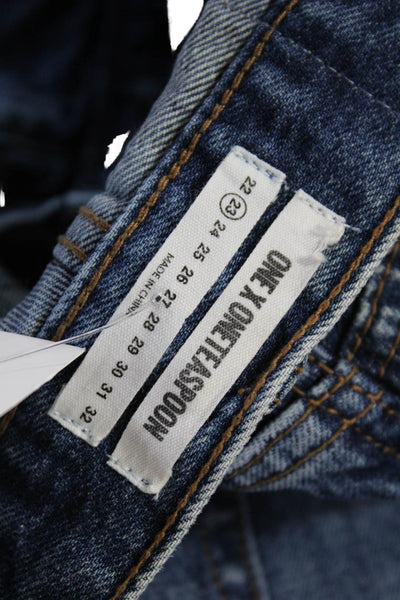 22 23 24 25 26 27 28 29 30 31 32
MADE IN CHINA
ONE X ONETEASPOON